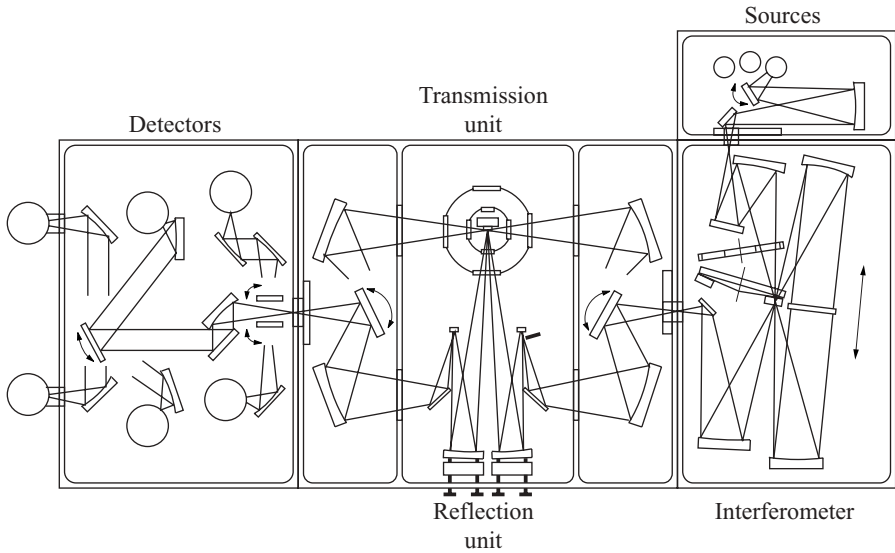 Sources
Transmission
unit
Detectors
Reflection
unit
Interferometer